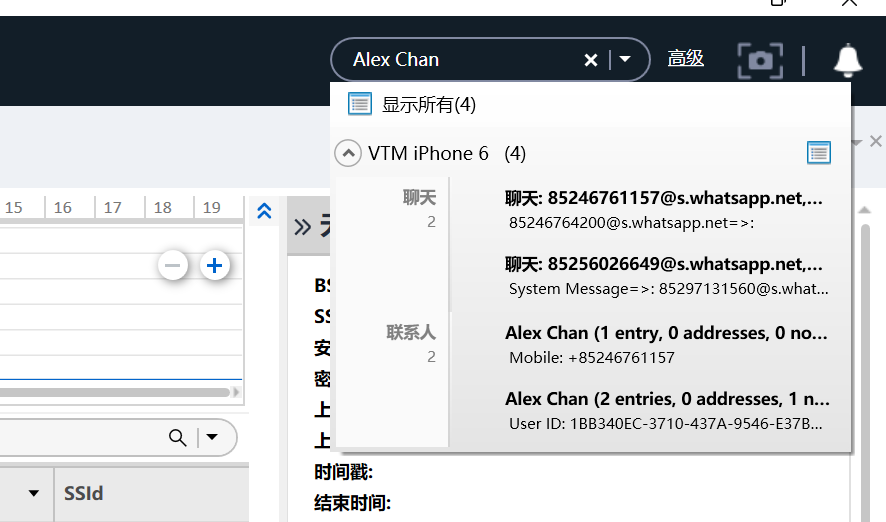 Alex Chan
高级
显示所有(4)
VTM iPhone 6 (4)
聊天
2
聊天: 85246761157@s.whatsapp.net,...
85246764200@s.whatsapp.net=>:
聊天: 85256026649@s.whatsapp.net,...
System Message=>: 85297131560@s.what...
联系人
2
Alex Chan (1 entry, 0 addresses, 0 no...
Mobile: +85246761157
Alex Chan (2 entries, 0 addresses, 1 n...
User ID: 1BB340EC-3710-437A-9546-E37B...
15 16 17 18 19
BS
SS
安
密
上
上
时间戳:
结束时间:
SSId